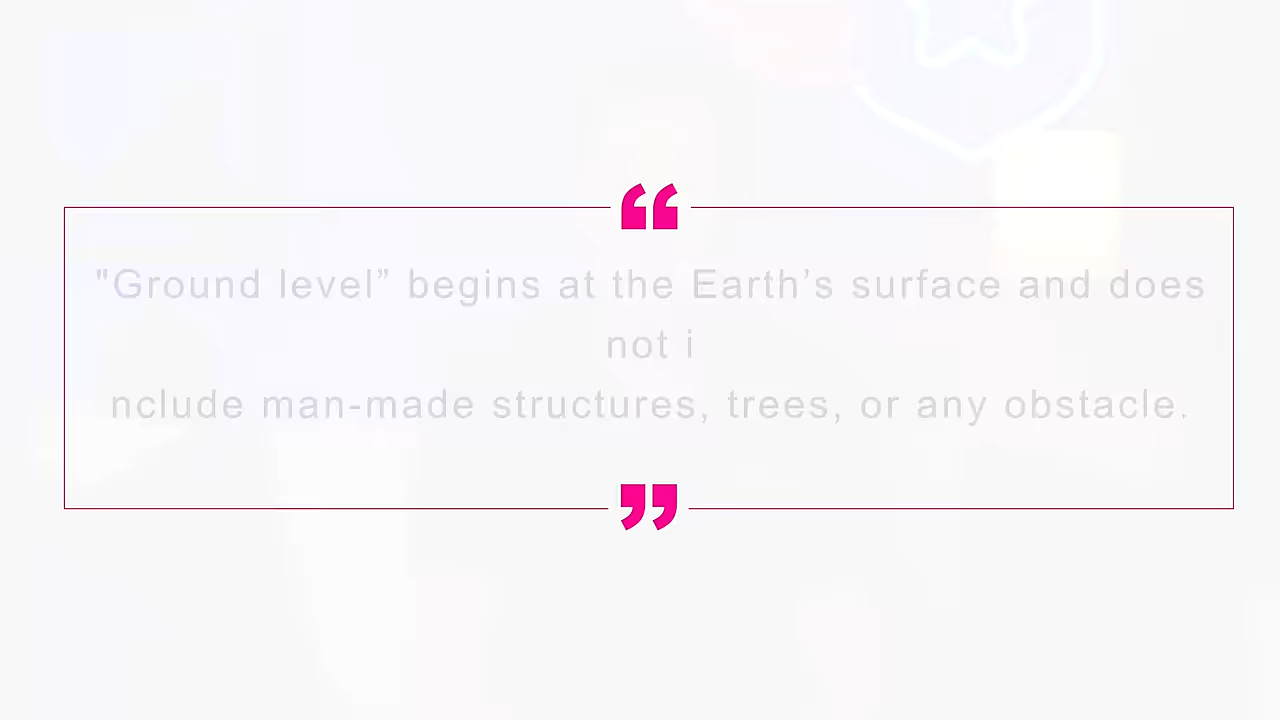 "Ground level” begins at the Earth’s surface and does
not i
nclude man-made structures, trees, or any obstacle.